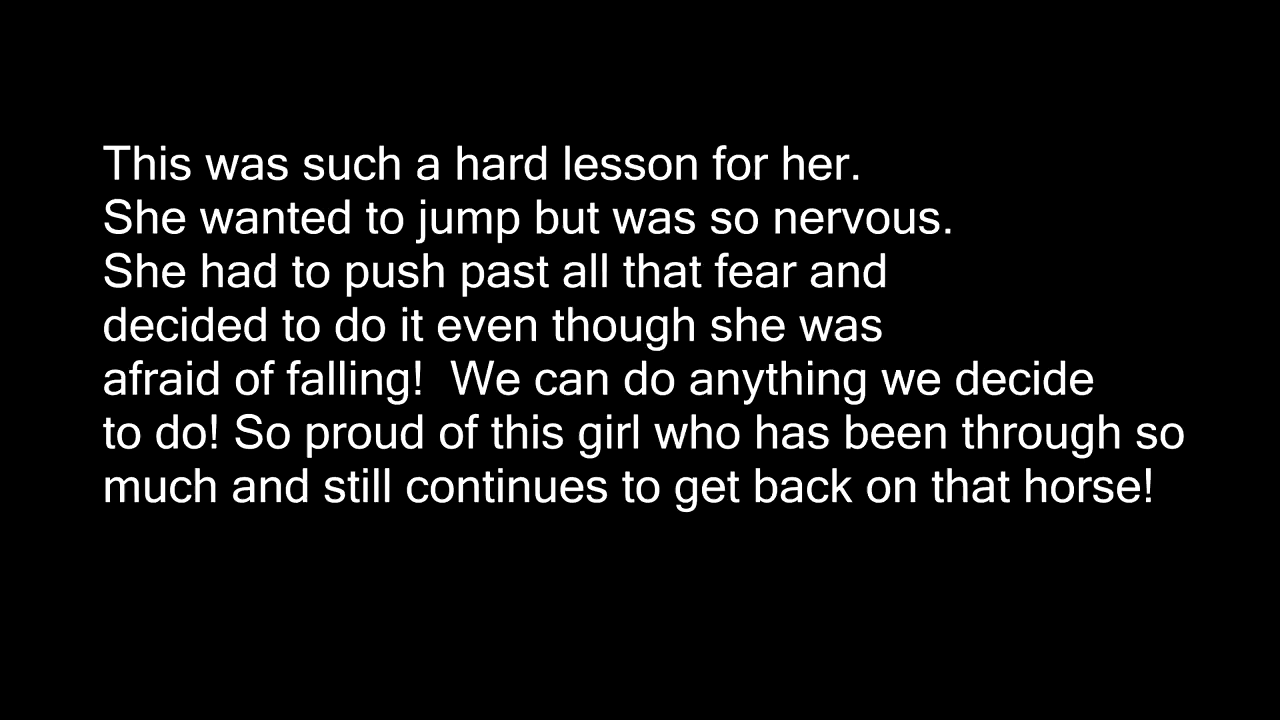 This was such a hard lesson for her.
She wanted to jump but was so nervous.
She had to push past all that fear and
decided to do it even though she was
afraid of falling!  We can do anything we decide
to do! So proud of this girl who has been through so
much and still continues to get back on that horse!